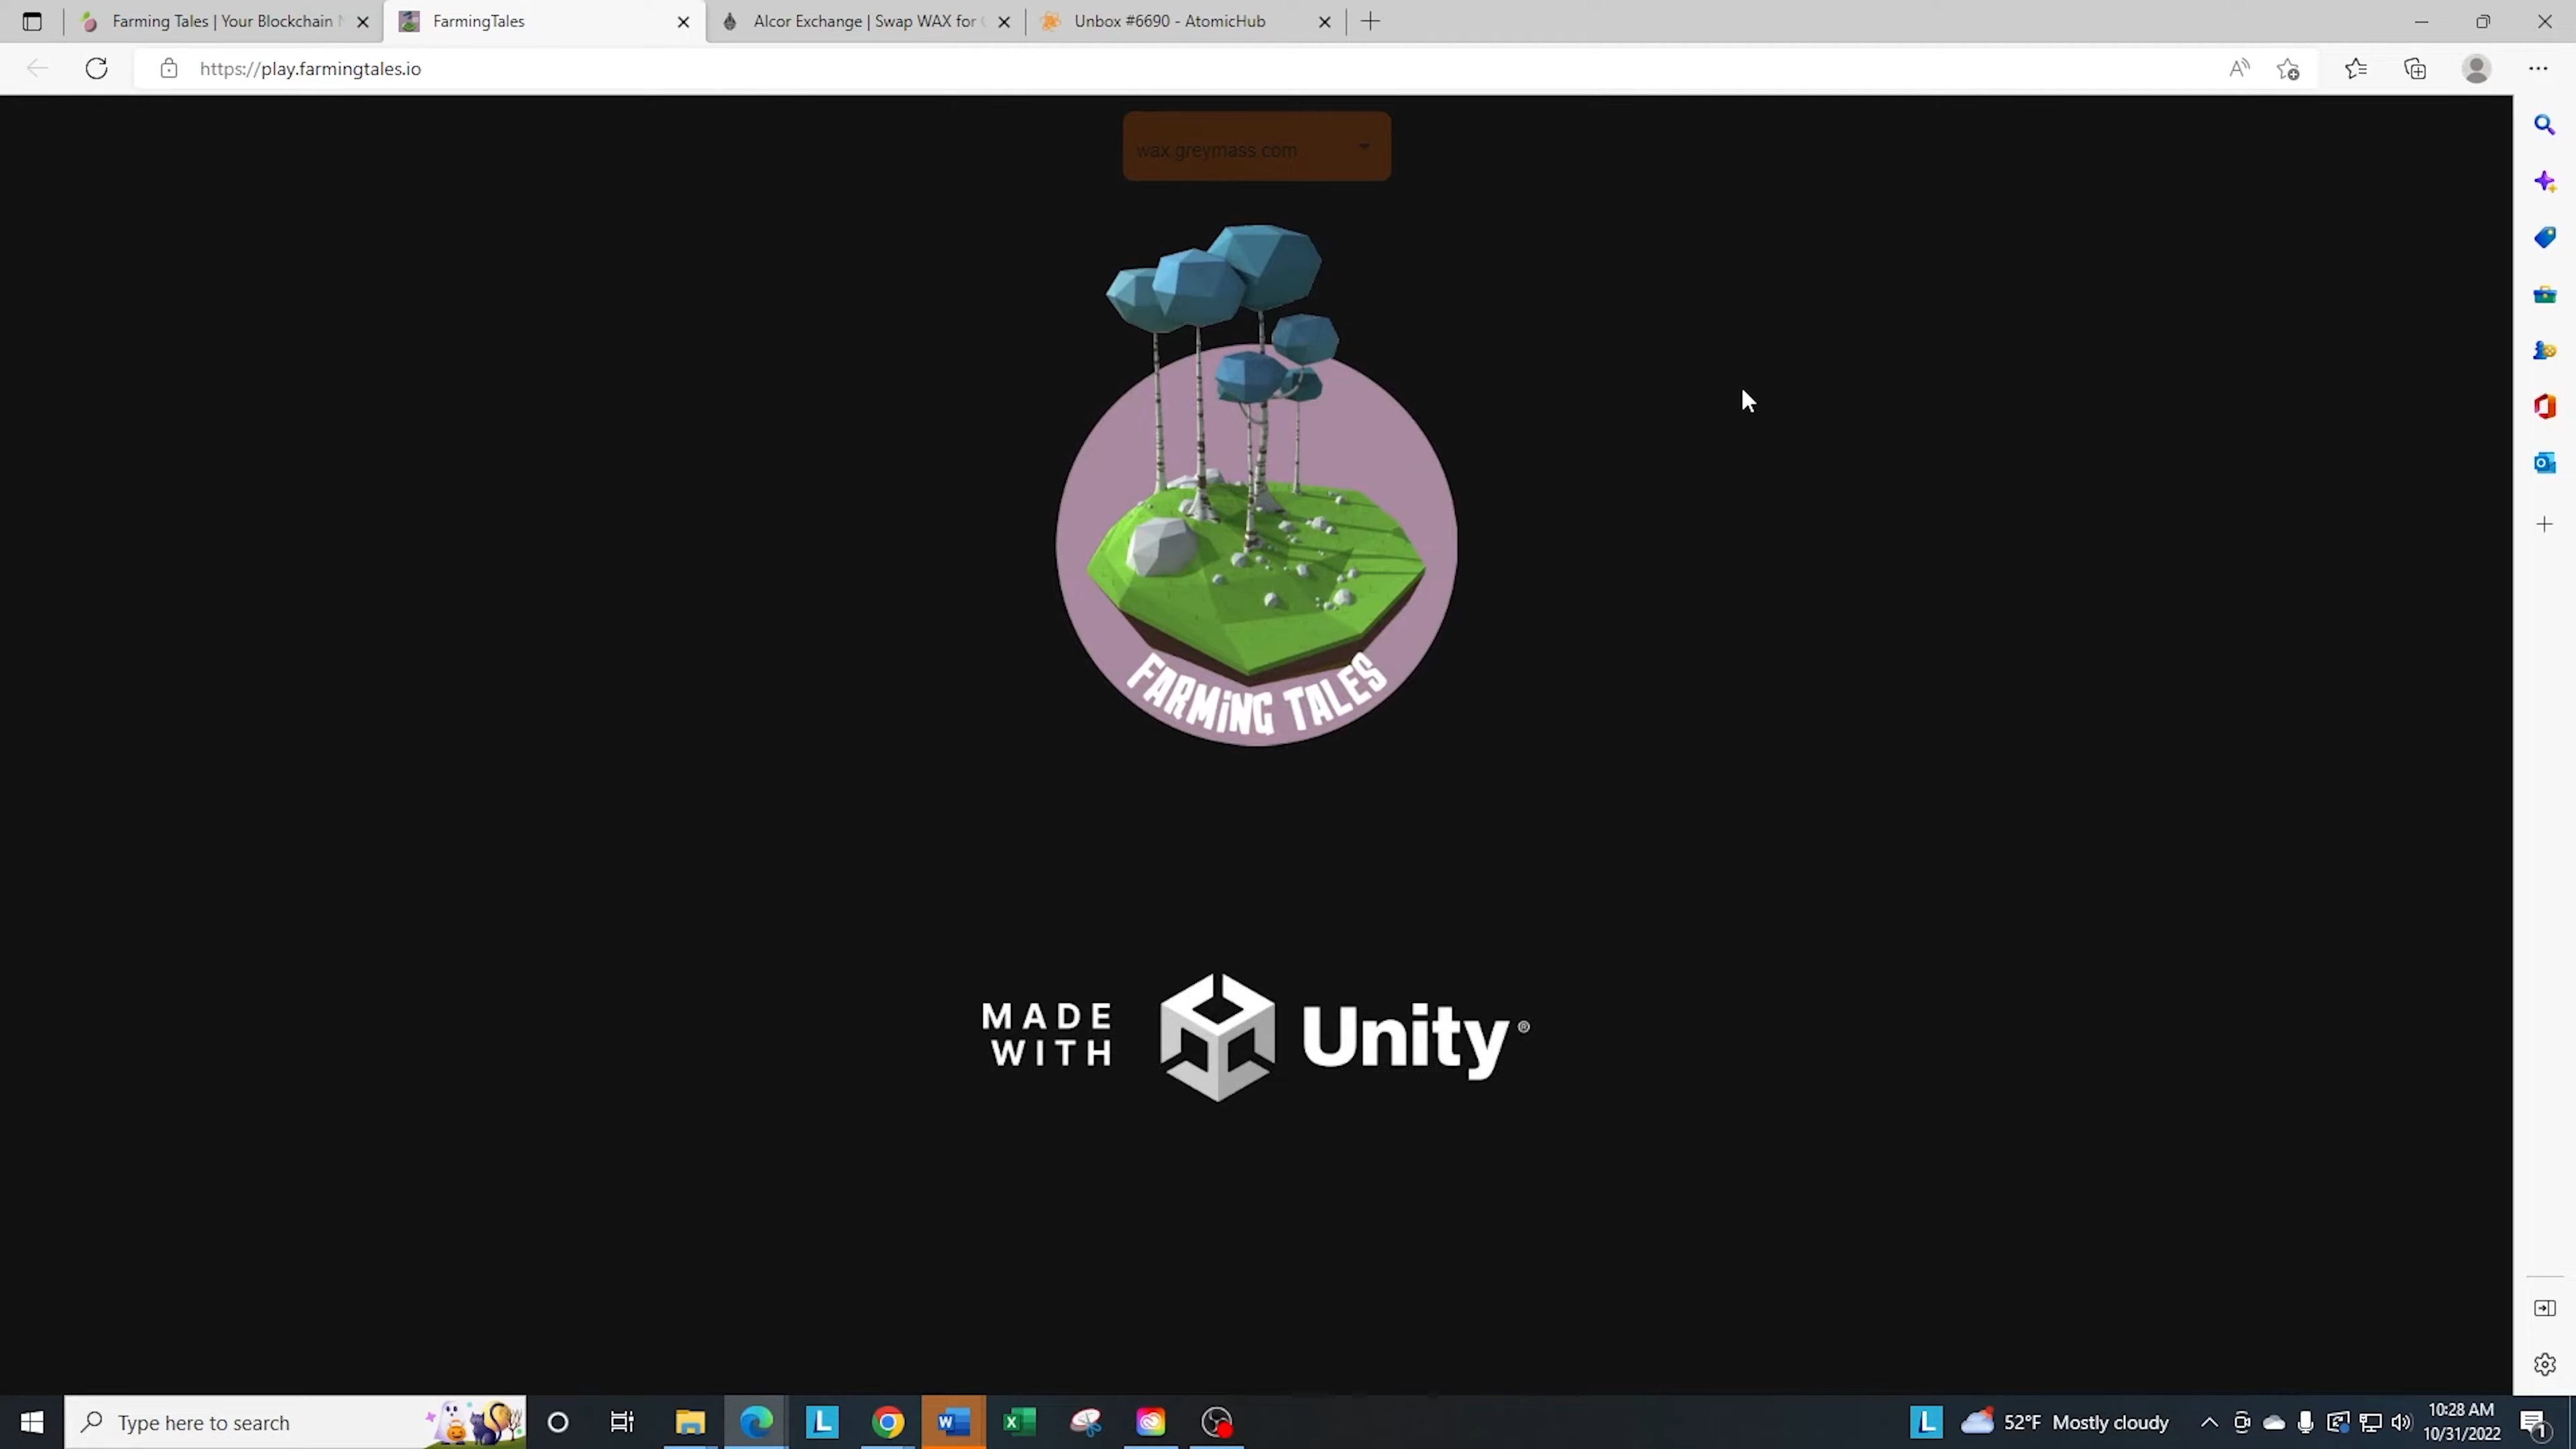 Farming Tales | Your Blockchain N
FarmingTales
Alcor Exchange | Swap WAX for
Unbox #6690 - AtomicHub
https://play.farmingtales.io
wax.greymass.com
FARMiNG TALES
MADE WITH
Unity ®
Type here to search
52°F Mostly cloudy
10:28 AM
10/31/2022